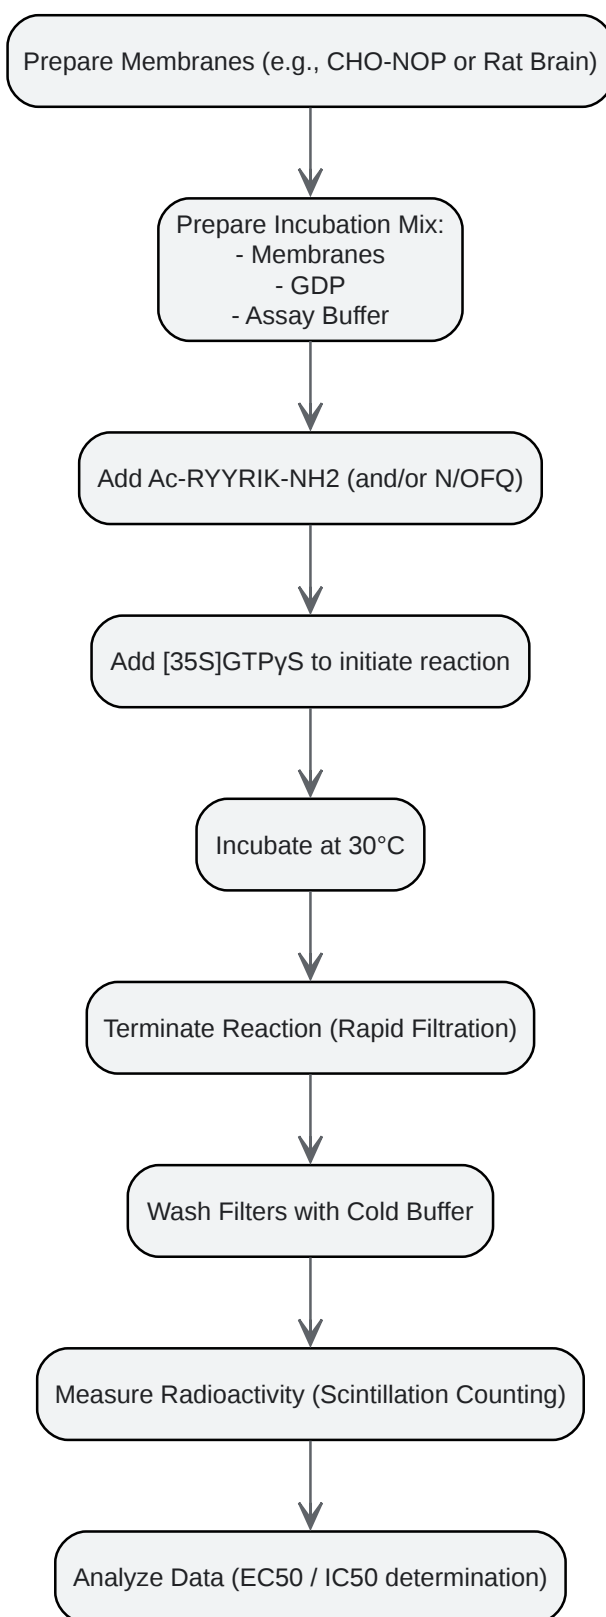 Prepare Membranes (e.g., CHO-NOP or Rat Brain)
Prepare Incubation Mix:
- Membranes
- GDP
- Assay Buffer
Add Ac-RYYRIK-NH2 (and/or N/OFQ)
Add [35S]GTPγS to initiate reaction
Incubate at 30°C
Terminate Reaction (Rapid Filtration)
Wash Filters with Cold Buffer
Measure Radioactivity (Scintillation Counting)
Analyze Data (EC50 / IC50 determination)